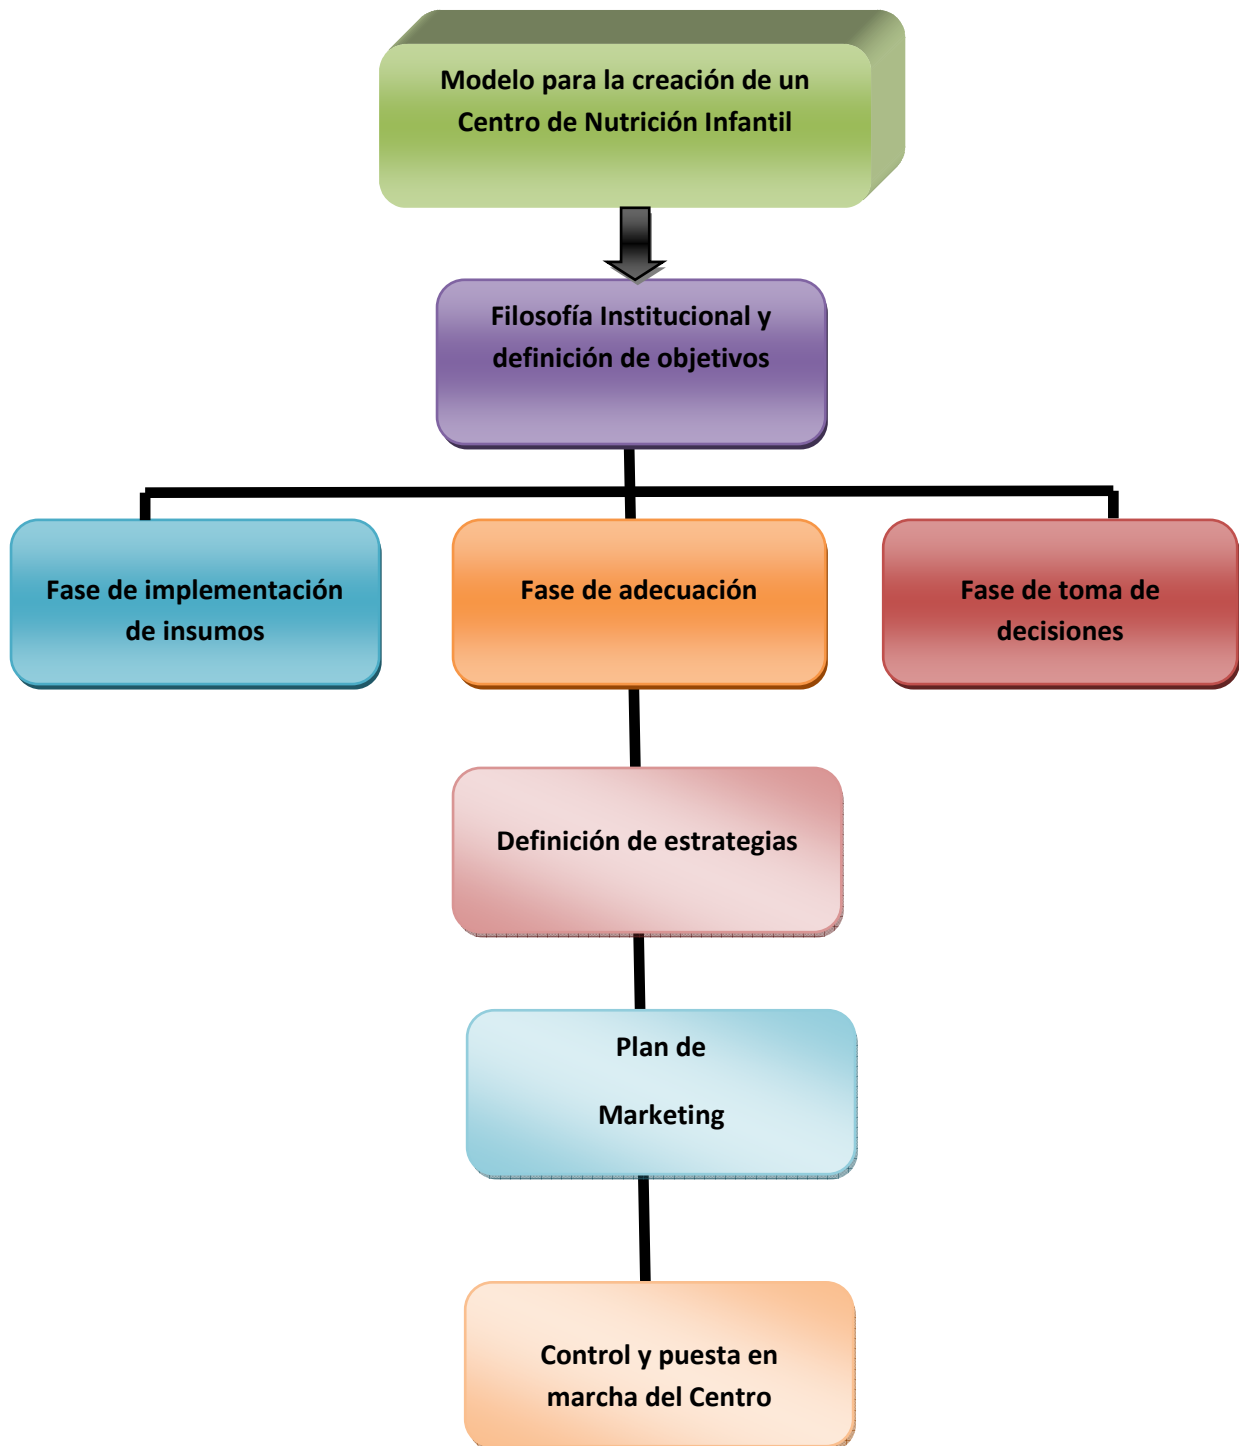 Modelo para la creación de un
Centro de Nutrición Infantil
Filosofía Institucional y
definición de objetivos
Fase de implementación
de insumos
Fase de adecuación
Fase de toma de
decisiones
Definición de estrategias
Plan de
Marketing
Control y puesta en
marcha del Centro